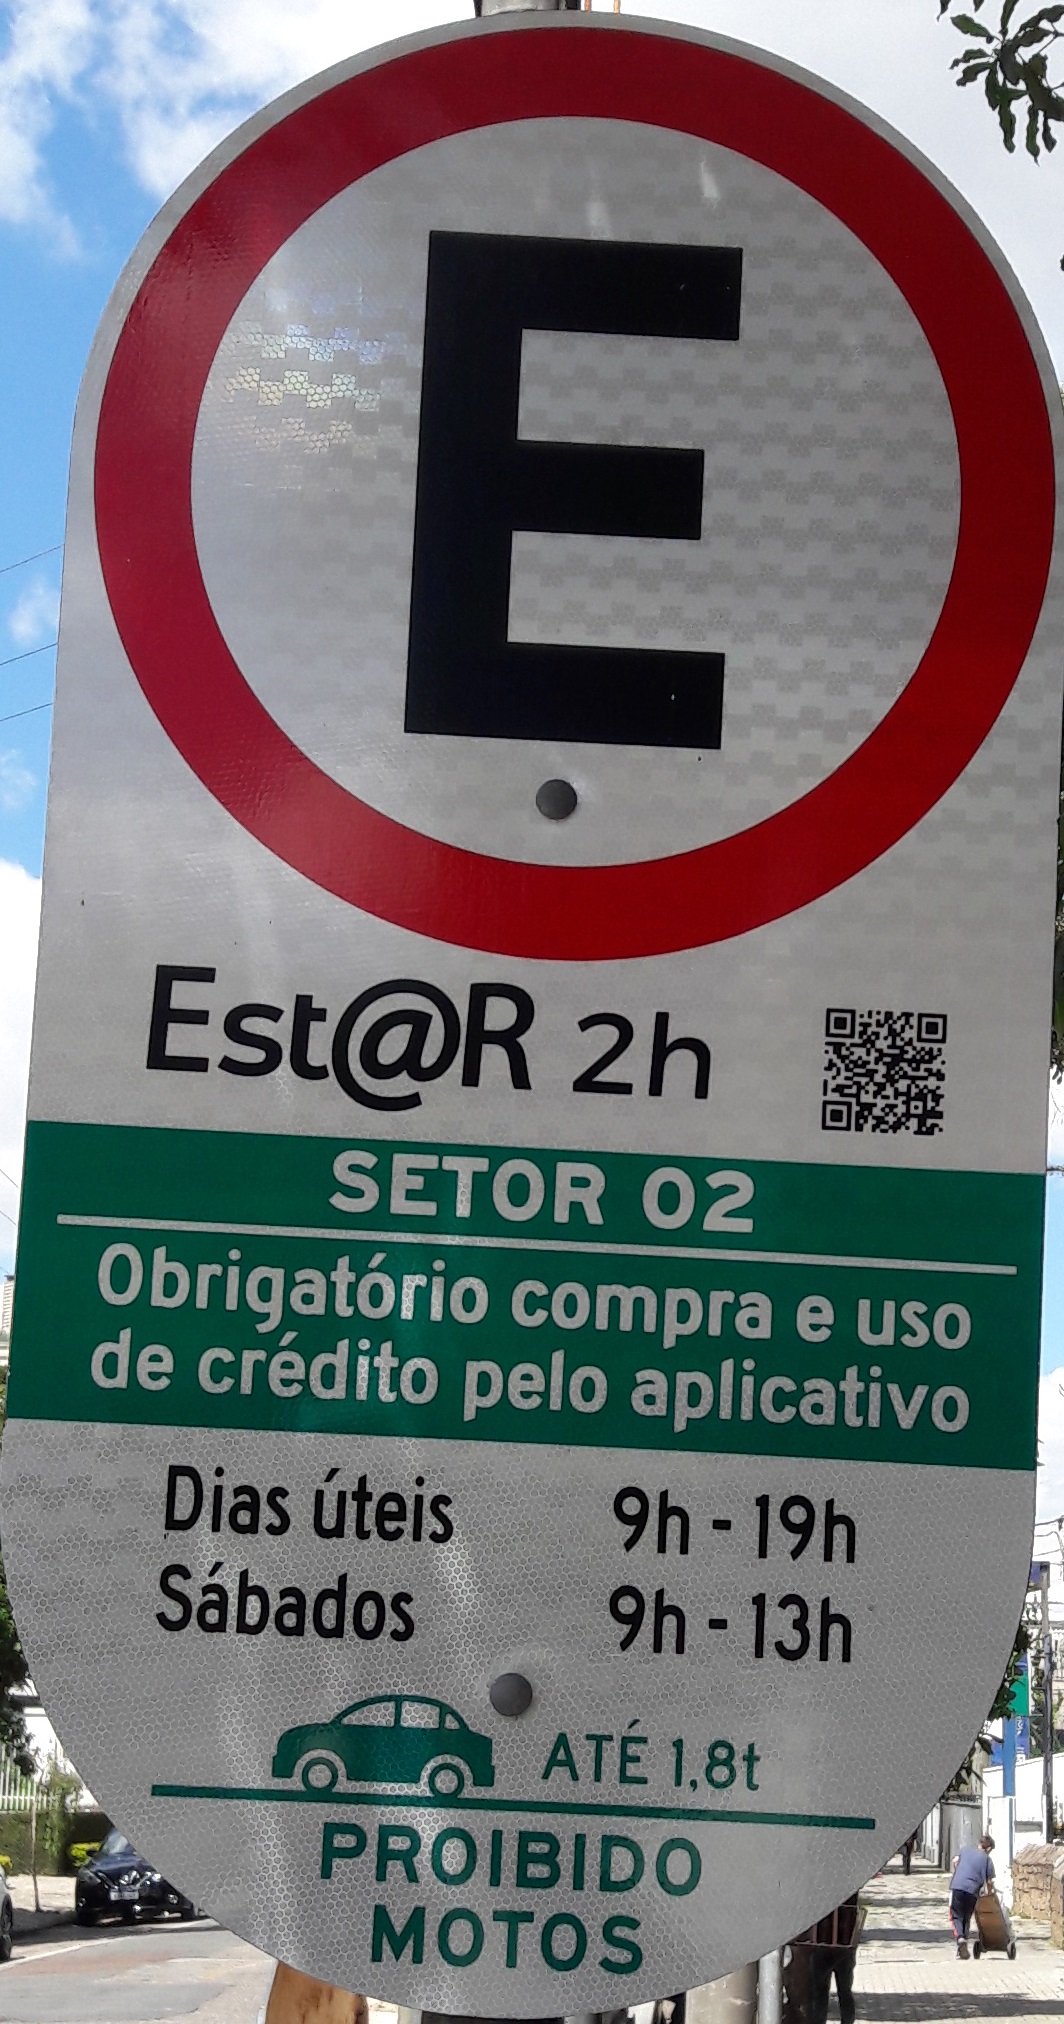 E
Est@R 2h
SETOR 02
Obrigatório compra e uso
de crédito pelo aplicativo
Dias úteis 9h - 19h
Sábados 9h - 13h
ATÉ 1,8t
PROIBIDO
MOTOS